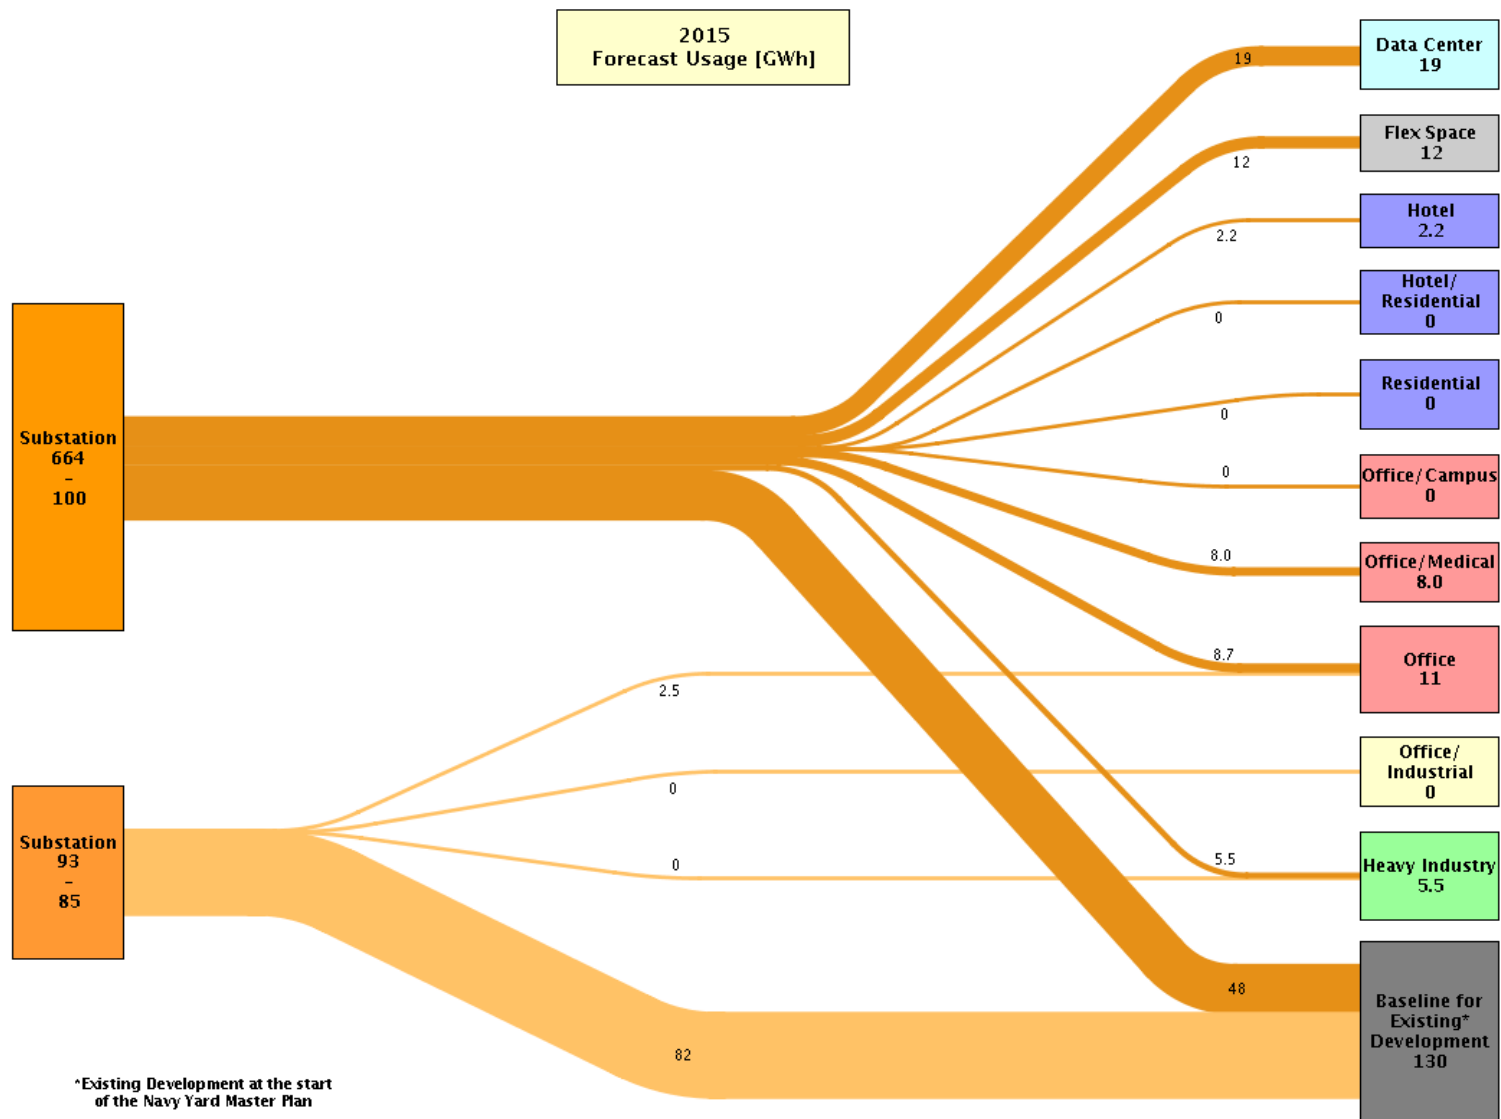 2015
Forecast Usage [GWh]
Substation
664
–
100
Substation
93
–
85
19
12
2.2
0
0
0
8.0
8.7
2.5
0
0
5.5
48
82
Data Center
19
Flex Space
12
Hotel
2.2
Hotel/
Residential
0
Residential
0
Office/Campus
0
Office/Medical
8.0
Office
11
Office/
Industrial
0
Heavy Industry
5.5
Baseline for
Existing*
Development
130
*Existing Development at the start
of the Navy Yard Master Plan